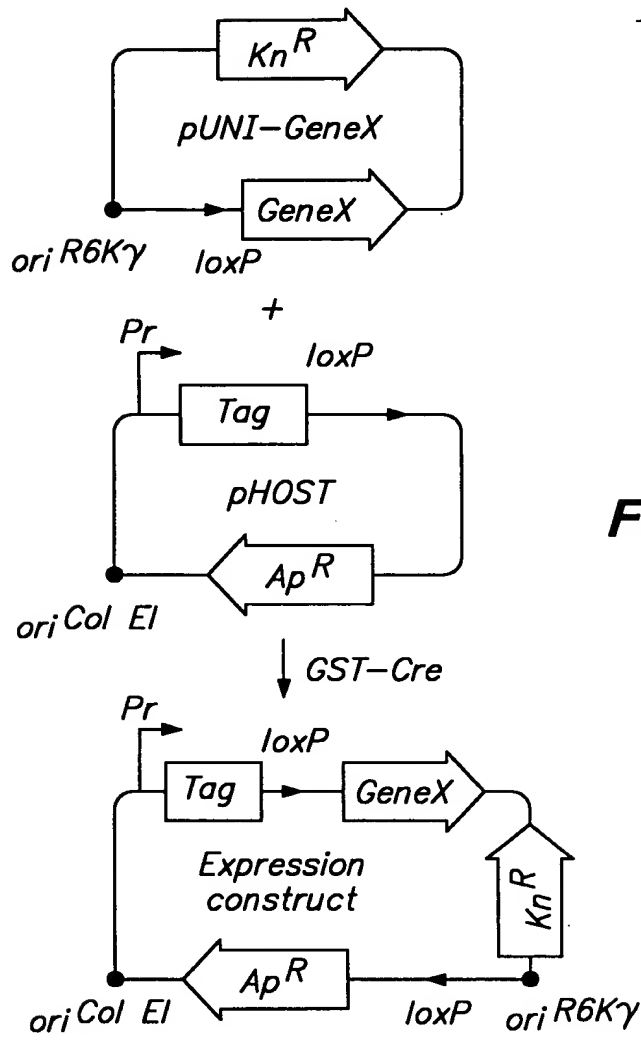 Kn R
pUNI-GeneX
GeneX
ori R6Kγ
loxP
+
Pr
loxP
Tag
pHOST
Ap R
F
ori Col EI
GST-Cre
Pr
loxP
Tag
GeneX
Expression
construct
Kn R
Ap R
ori Col EI
loxP
ori R6Kγ